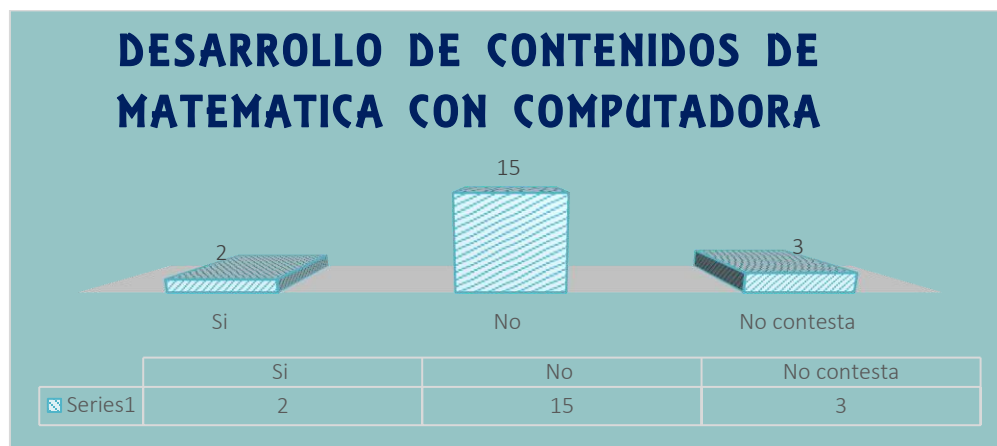 DESARROLLO DE CONTENIDOS DE
MATEMATICA CON COMPUTADORA
15
2
3
Si No No contesta
Si No No contesta
Series1 2 15 3